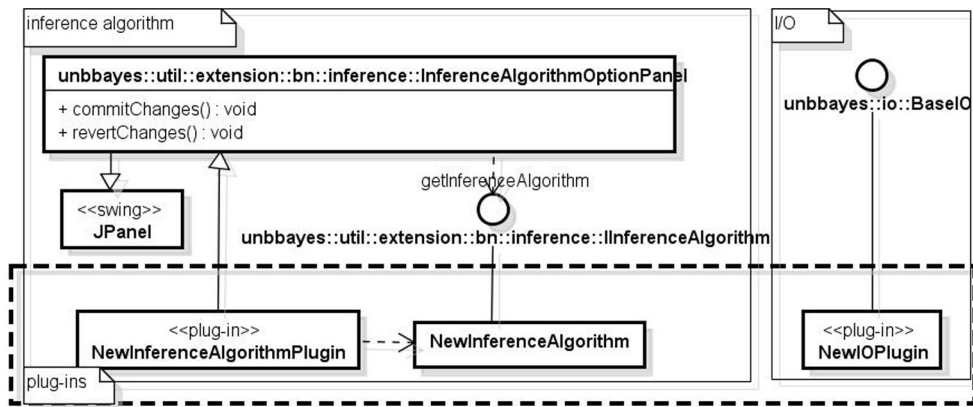 inference algorithm
unbbayes::util::extension::bn::inference::InferenceAlgorithmOptionPanel
+ commitChanges() : void
+ revertChanges() : void
<<swing>>
JPanel
getInferenceAlgorithm
unbbayes::util::extension::bn::inference::IInferenceAlgorithm
<<plug-in>>
NewInferenceAlgorithmPlugin
NewInferenceAlgorithm
plug-ins
I/O
unbbayes::io::BaseIO
<<plug-in>>
NewIOPlugin